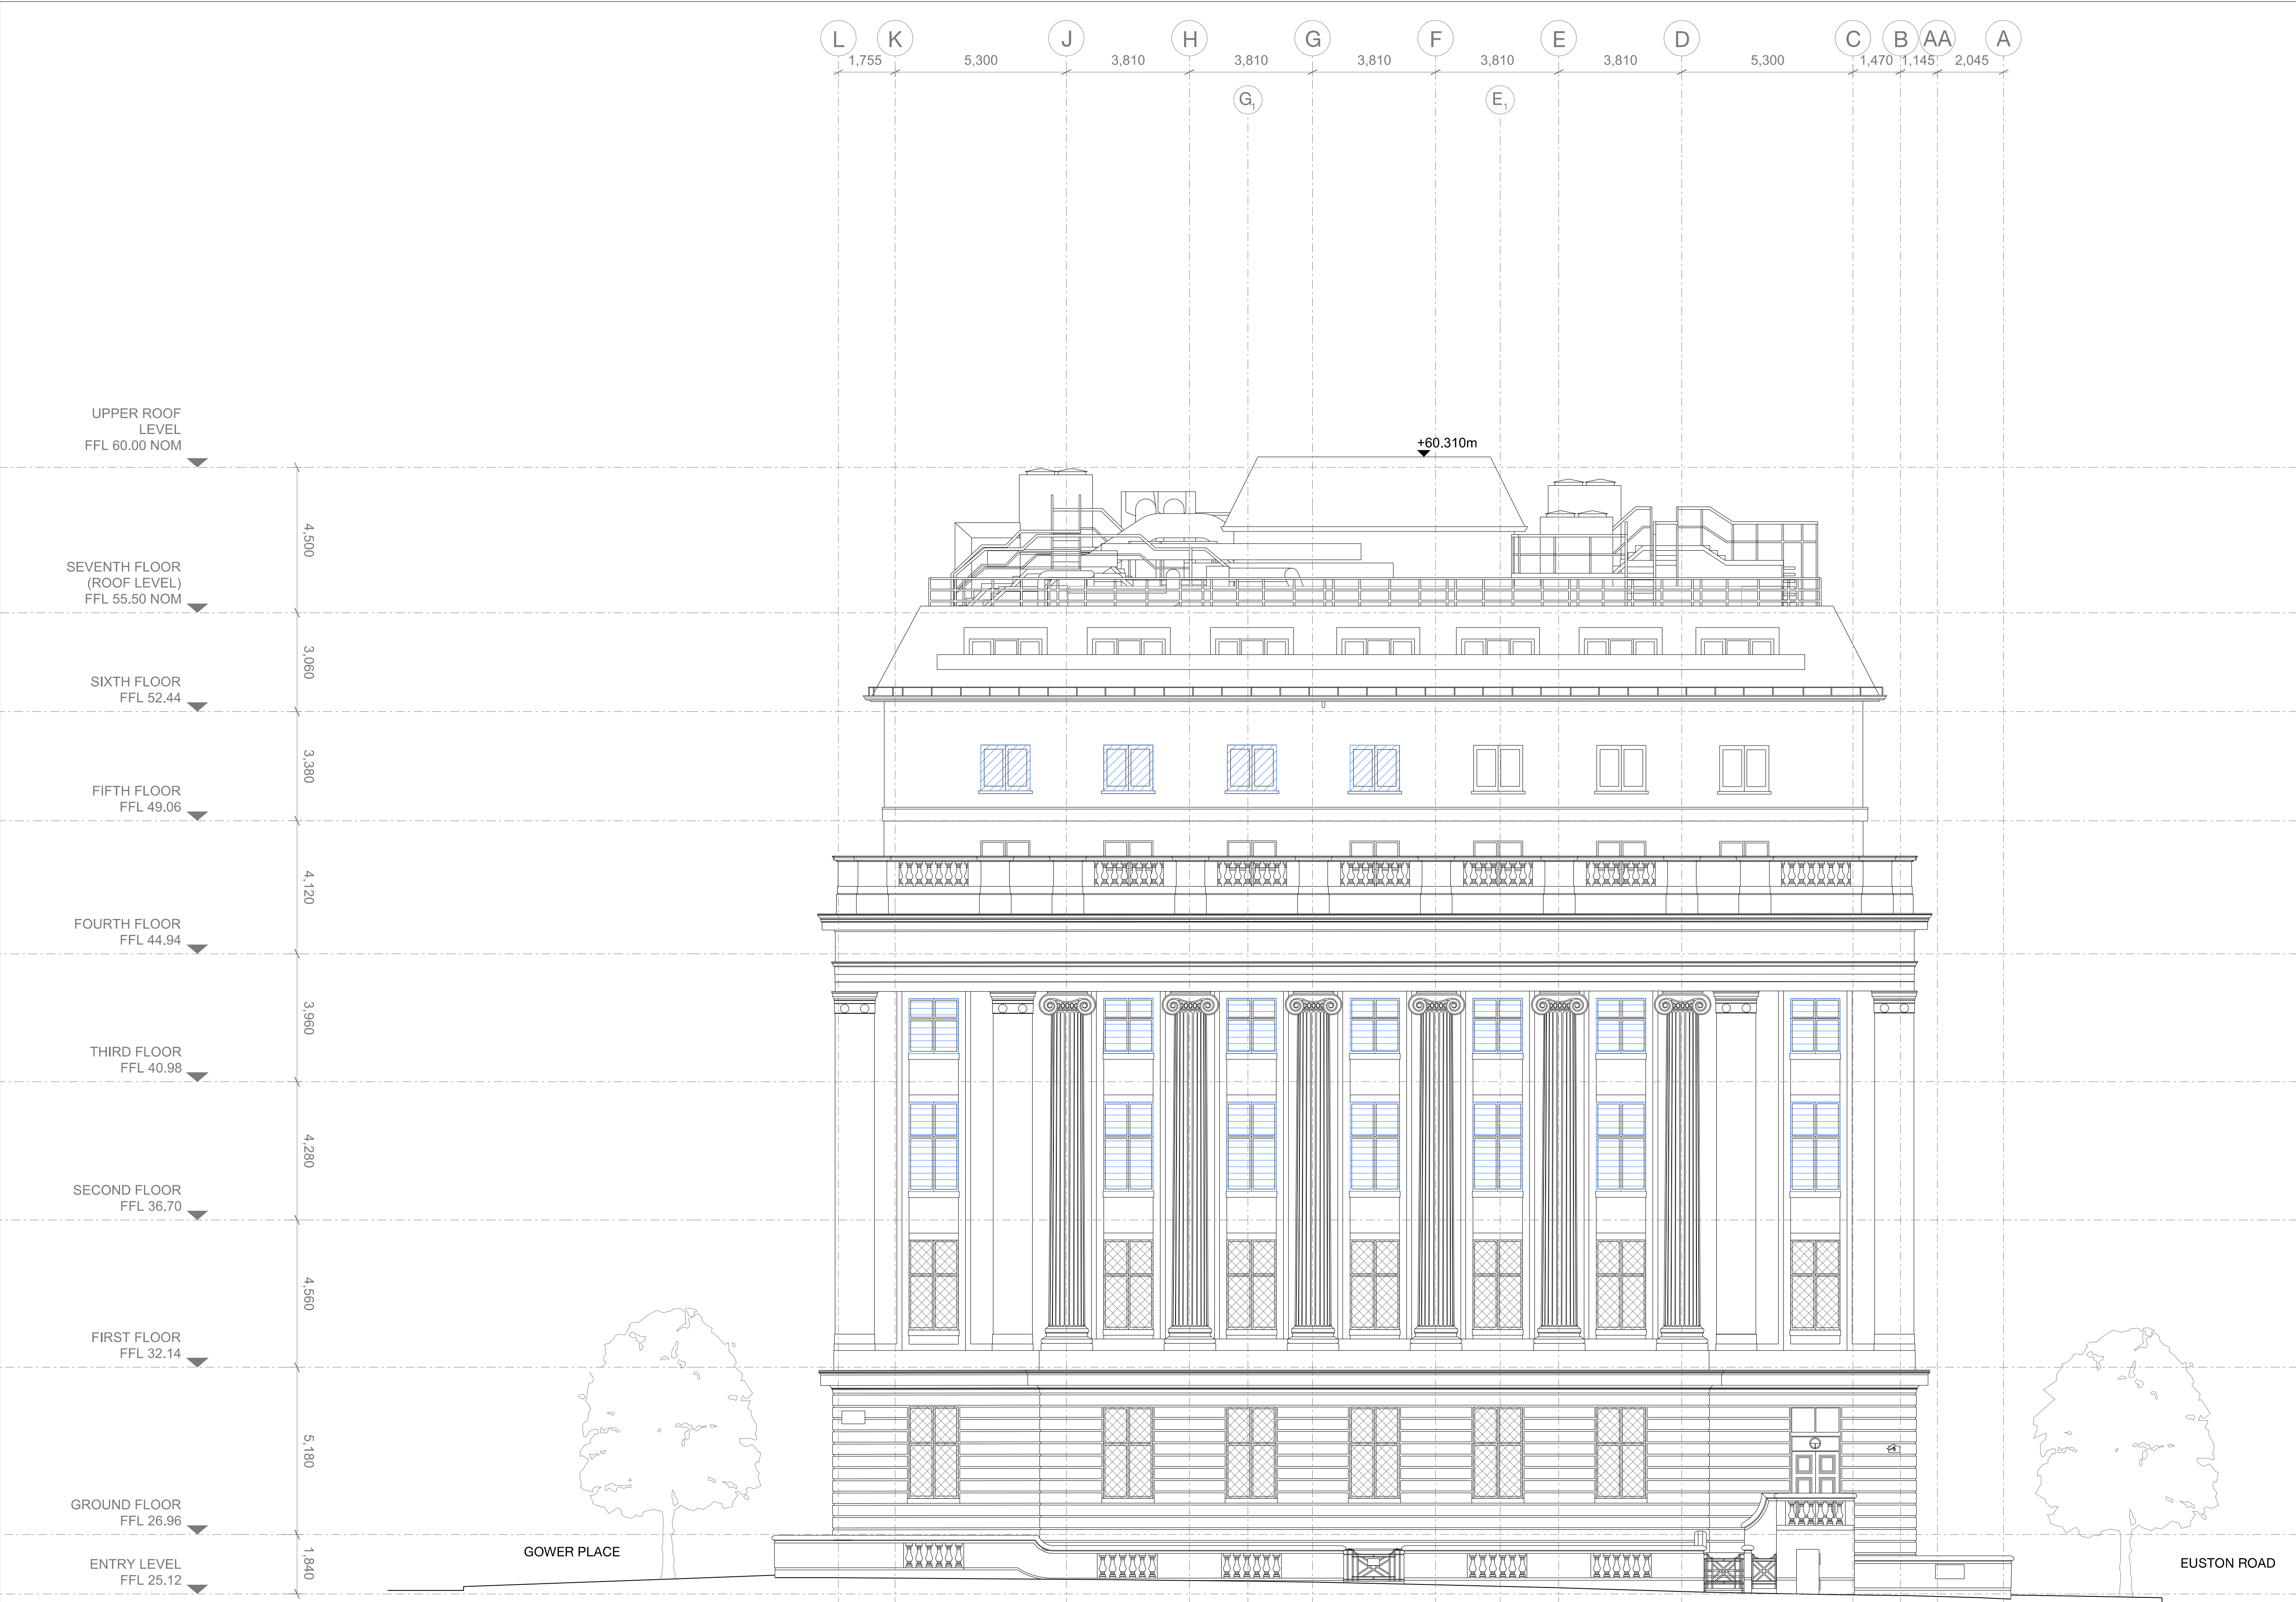 L K J H G F E D C B AA A
1,755 5,300 3,810 3,810 3,810 3,810 3,810 5,300 1,470 1,145 2,045
G1 E1
UPPER ROOF
LEVEL
FFL 60.00 NOM
+60.310m
4,500
SEVENTH FLOOR
(ROOF LEVEL)
FFL 55.50 NOM
3,060
SIXTH FLOOR
FFL 52.44
3,380
FIFTH FLOOR
FFL 49.06
4,120
FOURTH FLOOR
FFL 44.94
3,960
THIRD FLOOR
FFL 40.98
4,280
SECOND FLOOR
FFL 36.70
4,560
FIRST FLOOR
FFL 32.14
5,180
GROUND FLOOR
FFL 26.96
1,840
GOWER PLACE
ENTRY LEVEL
FFL 25.12
EUSTON ROAD